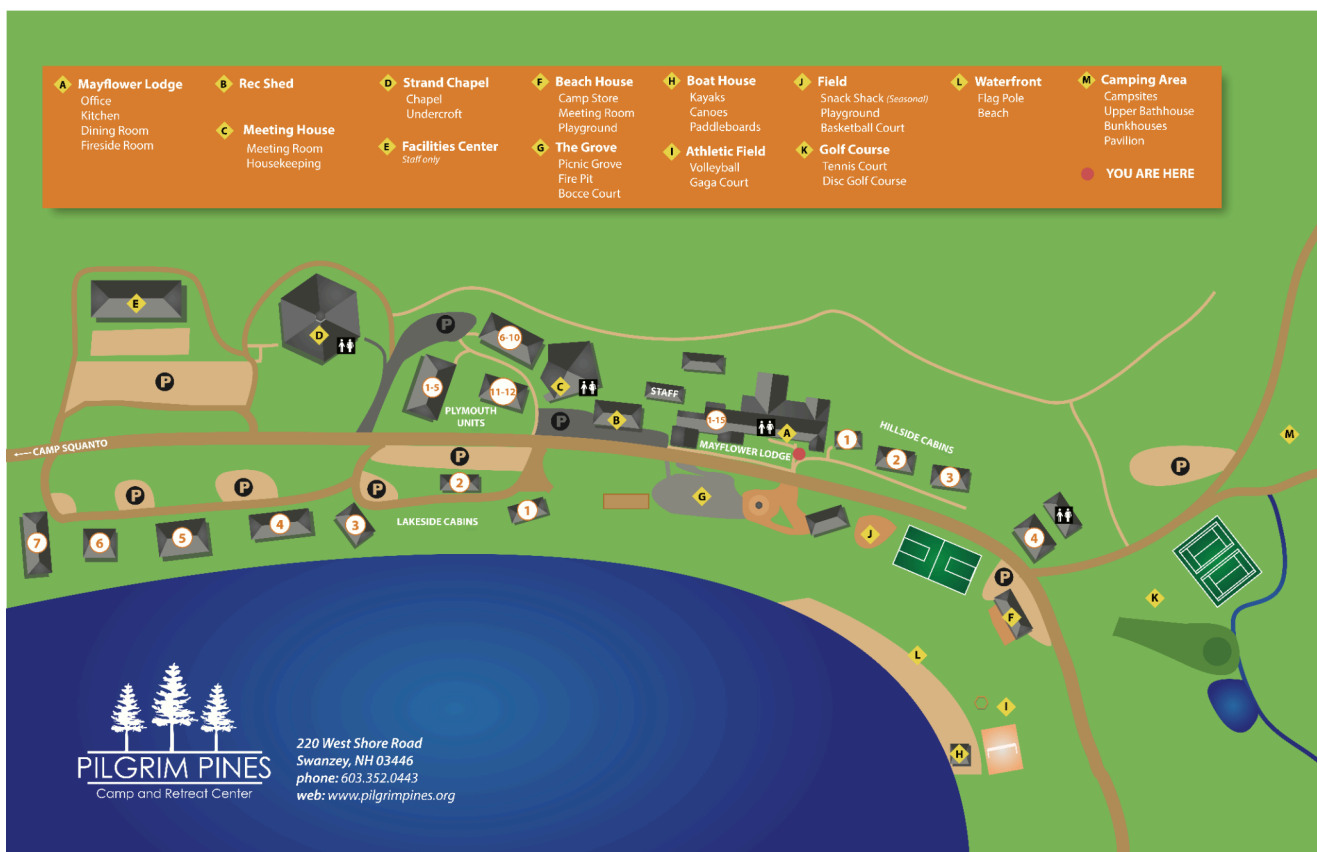 A Mayflower Lodge
Office
Kitchen
Dining Room
Fireside Room
B Rec Shed
C Meeting House
Meeting Room
Housekeeping
D Strand Chapel
Chapel
Undercroft
E Facilities Center
Staff only
F Beach House
Camp Store
Meeting Room
Playground
G The Grove
Picnic Grove
Fire Pit
Bocce Court
H Boat House
Kayaks
Canoes
Paddleboards
I Athletic Field
Volleyball
Gaga Court
J Field
Snack Shack (Seasonal)
Playground
Basketball Court
K Golf Course
Tennis Court
Disc Golf Course
L Waterfront
Flag Pole
Beach
M Camping Area
Campsites
Upper Bathhouse
Bunkhouses
Pavilion
YOU ARE HERE
E
D
P
P
6-10
1-5
11-12
C
PLYMOUTH
UNITS
P
B
STAFF
1-15
A
MAYFLOWER LODGE
1
HILLSIDE CABINS
2
3
M
P
CAMP SQUANTO
P
2
P
P
P
G
LAKESIDE CABINS
1
3
4
5
6
7
J
4
P
F
K
L
I
H
PILGRIM PINES
Camp and Retreat Center
220 West Shore Road
Swanzey, NH 03446
phone: 603.352.0443
web: www.pilgrimpines.org